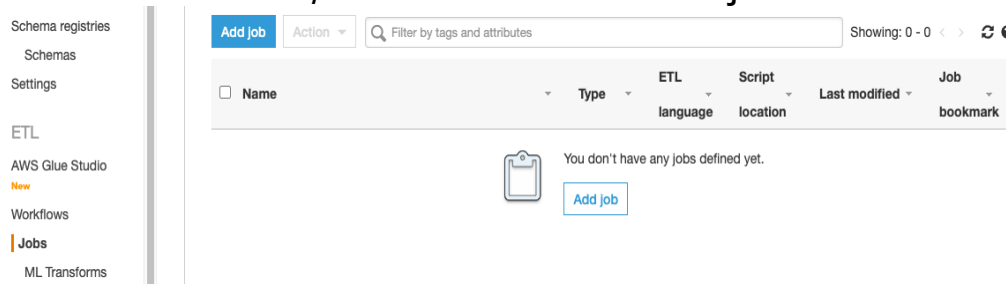 Schema registries
Schemas
Settings
ETL
AWS Glue Studio
New
Workflows
Jobs
ML Transforms
Add job
Action
Filter by tags and attributes
Showing: 0 - 0
Name
Type
ETL language
Script location
Last modified
Job bookmark
You don't have any jobs defined yet.
Add job